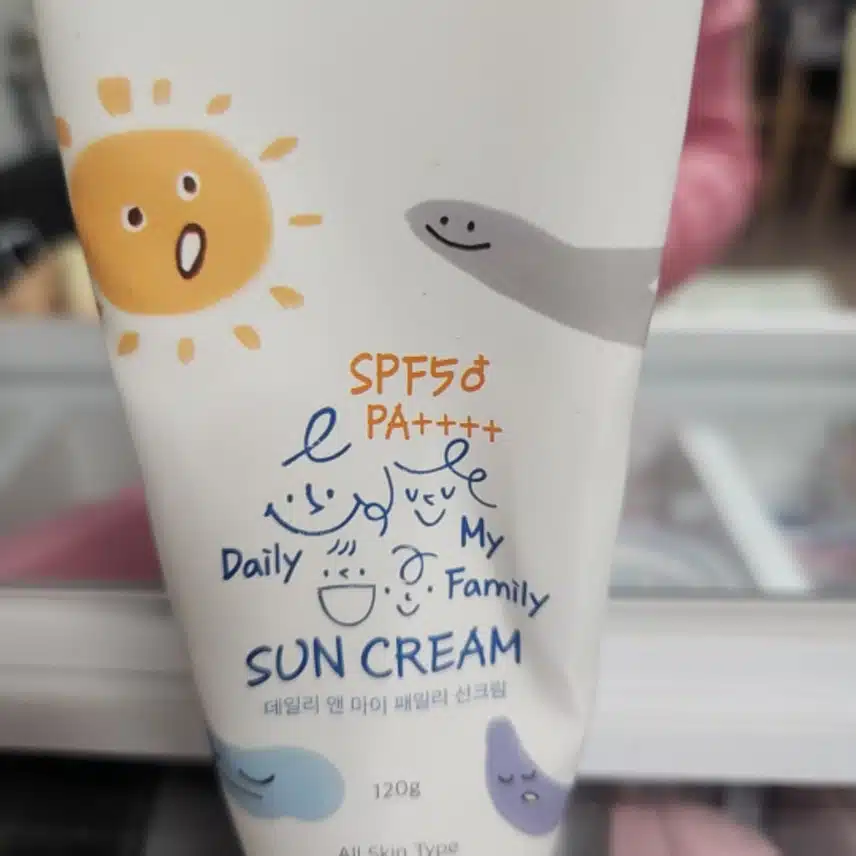 SPF50
PA++++
Daily
My
Family
SUN CREAM
데일리 앤 마이 패밀리 선크림
120g
All Skin Type